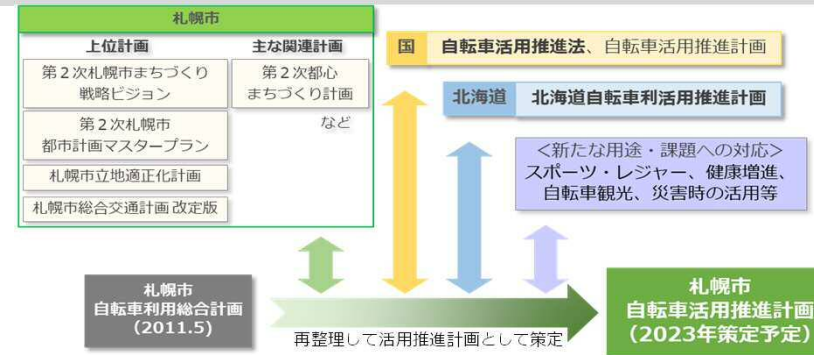 札幌市
上位計画
主な関連計画
第２次札幌市まちづくり
戦略ビジョン
第２次札幌市
都市計画マスタープラン
札幌市立地適正化計画
札幌市総合交通計画 改定版
第２次都心
まちづくり計画
など
国
自転車活用推進法、自転車活用推進計画
北海道
北海道自転車利活用推進計画
＜新たな用途・課題への対応＞
スポーツ・レジャー、健康増進、
自転車観光、災害時の活用等
札幌市
自転車利用総合計画
(2011.5)
再整理して活用推進計画として策定
札幌市
自転車活用推進計画
(2023年策定予定)